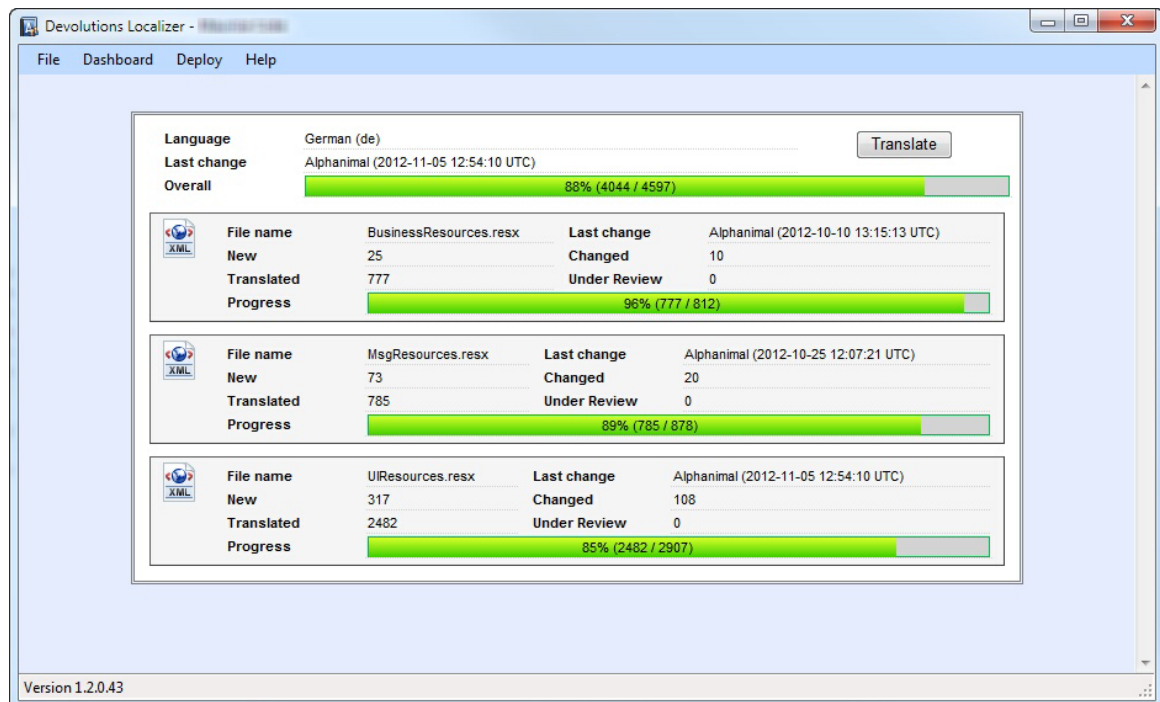 Devolutions Localizer -
File Dashboard Deploy Help
Language German (de) Translate
Last change Alphanimal (2012-11-05 12:54:10 UTC)
Overall 88% (4044 / 4597)
XML
File name BusinessResources.resx Last change Alphanimal (2012-10-10 13:15:13 UTC)
New 25 Changed 10
Translated 777 Under Review 0
Progress 96% (777 / 812)
XML
File name MsgResources.resx Last change Alphanimal (2012-10-25 12:07:21 UTC)
New 73 Changed 20
Translated 785 Under Review 0
Progress 89% (785 / 878)
XML
File name UIResources.resx Last change Alphanimal (2012-11-05 12:54:10 UTC)
New 317 Changed 108
Translated 2482 Under Review 0
Progress 85% (2482 / 2907)
Version 1.2.0.43